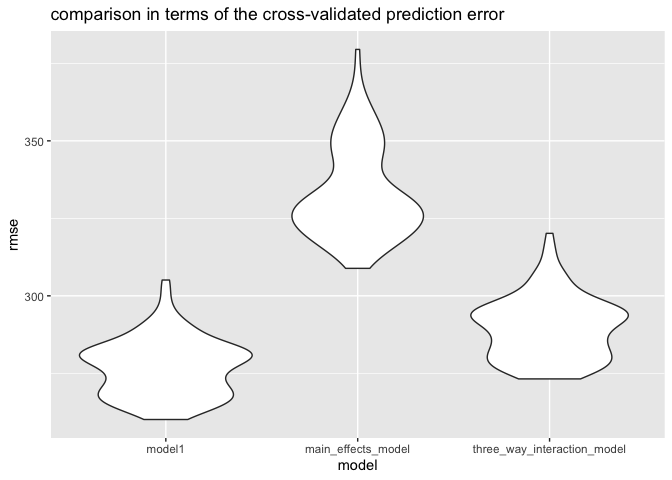 comparison in terms of the cross-validated prediction error
rmse
350
300
model1
main_effects_model
three_way_interaction_model
model